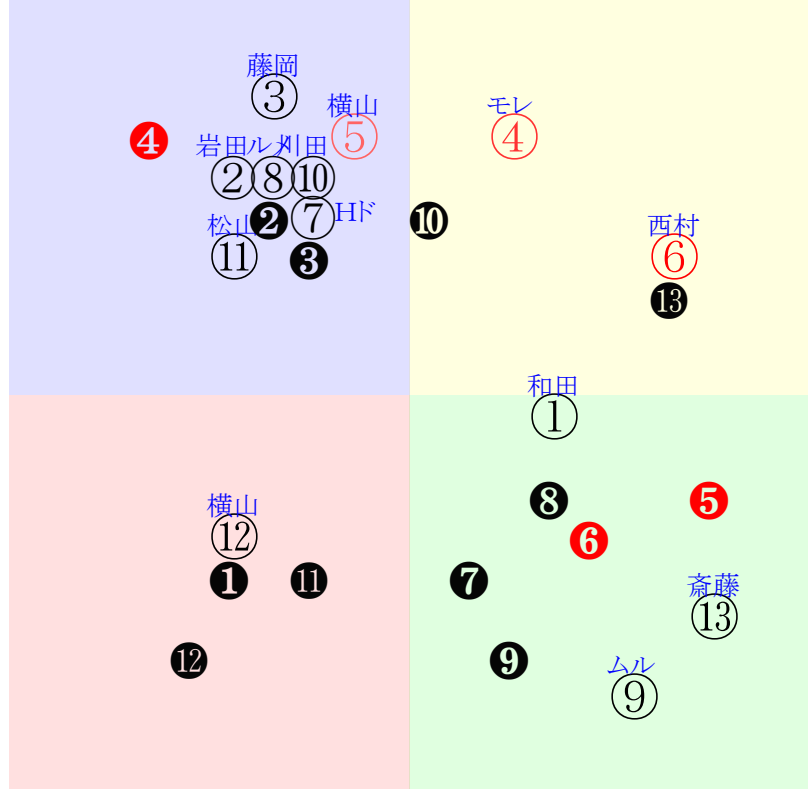 藤岡
③
横山
⑤
モレ
④
❹
岩田
②
ルメ
⑧
川田
⑩
松山
⑪
Hド
⑦
❷
❸
❿
西村
⑥
⓭
和田
①
❽
❺
❻
横山
⑫
❶
⓫
❼
斎藤
⑬
⓬
❾
ムル
⑨